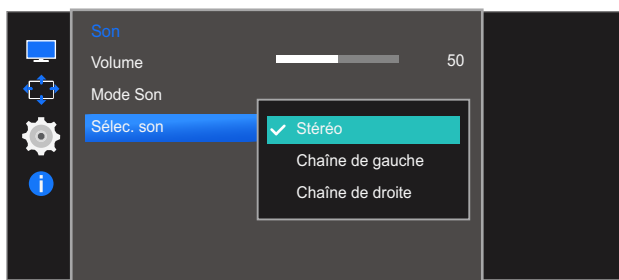 Son
Volume 50
Mode Son
Sélec. son
Stéréo
Chaîne de gauche
Chaîne de droite